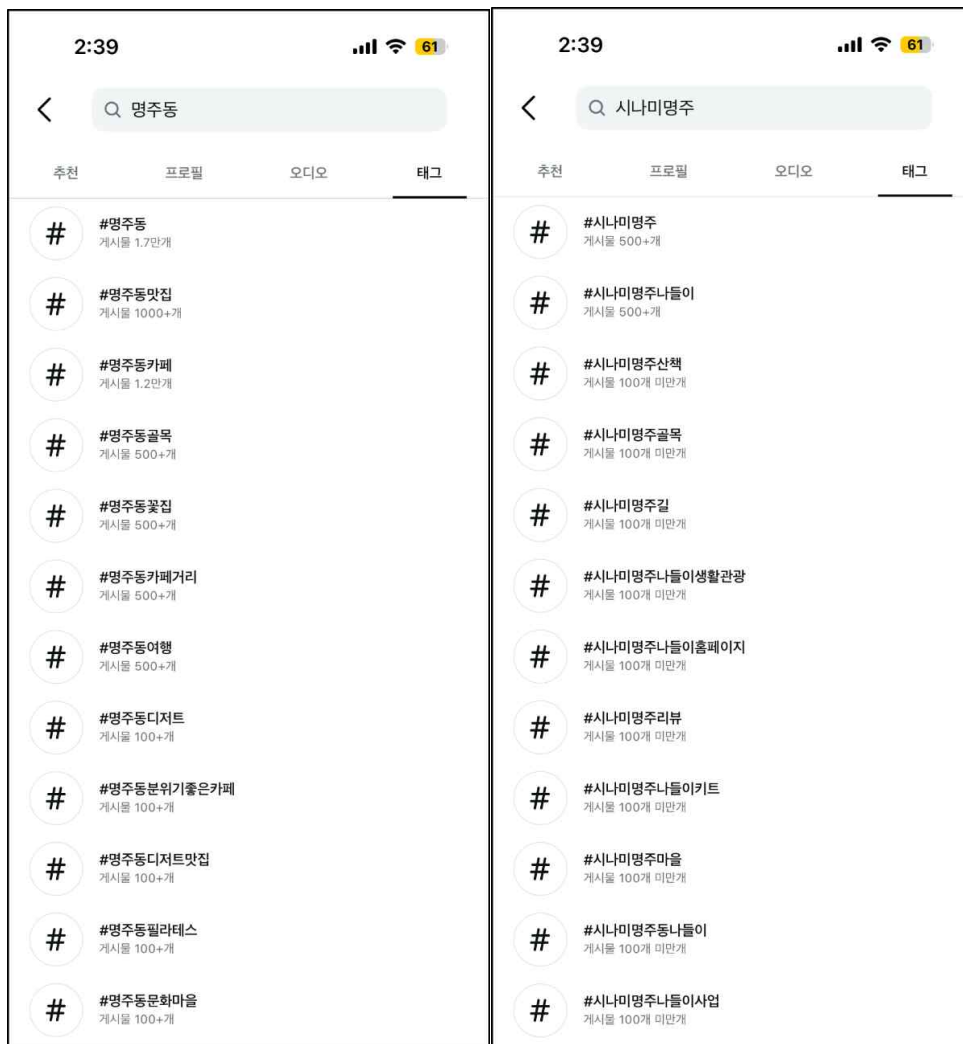 2:39
61
명주동
추천 프로필 오디오 태그
# #명주동
게시물 1.7만개
# #명주동맛집
게시물 1000+개
# #명주동카페
게시물 1.2만개
# #명주동골목
게시물 500+개
# #명주동꽃집
게시물 500+개
# #명주동카페거리
게시물 500+개
# #명주동여행
게시물 500+개
# #명주동디저트
게시물 100+개
# #명주동분위기좋은카페
게시물 100+개
# #명주동디저트맛집
게시물 100+개
# #명주동필라테스
게시물 100+개
# #명주동문화마을
게시물 100+개
2:39
61
시나미명주
추천 프로필 오디오 태그
# #시나미명주
게시물 500+개
# #시나미명주나들이
게시물 500+개
# #시나미명주산책
게시물 100개 미만개
# #시나미명주골목
게시물 100개 미만개
# #시나미명주길
게시물 100개 미만개
# #시나미명주나들이생활관광
게시물 100개 미만개
# #시나미명주나들이홈페이지
게시물 100개 미만개
# #시나미명주리뷰
게시물 100개 미만개
# #시나미명주나들이키트
게시물 100개 미만개
# #시나미명주마을
게시물 100개 미만개
# #시나미명주동나들이
게시물 100개 미만개
# #시나미명주나들이사업
게시물 100개 미만개